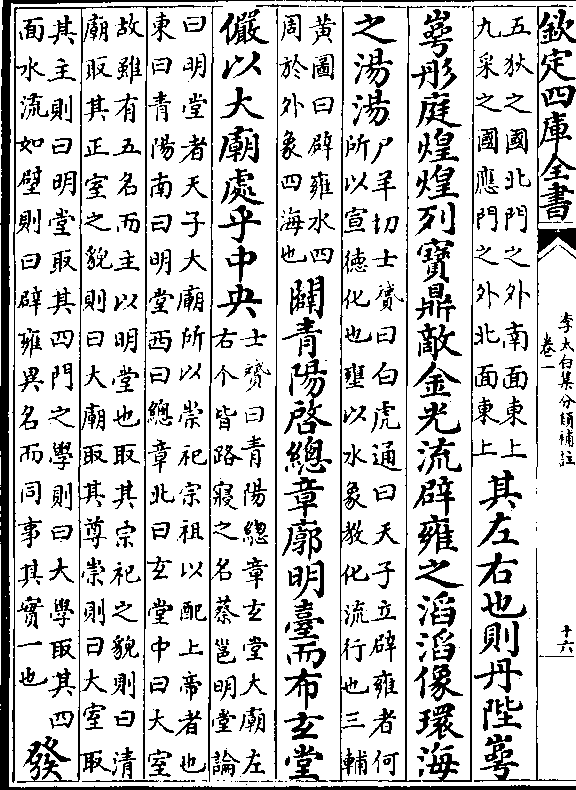 欽定四庫全書
李太白集分類補註
卷一
十六
五狄之國北門之外南面東上
九采之國應門之外北面東上
其左右也則丹陛崿
崿彤庭煌煌列寶鼎敵金光流辟雍之滔滔像環海
之湯湯
尸羊切士贇曰白虎通曰天子立辟雍者何
所以宣德化也壅以水象教化流行也三輔
黄圖曰辟雍水四
周於外象四海也
闢青陽啓總章廓明臺而布玄堂
儼以大廟處乎中央
士贇曰青陽總章玄堂大廟左
右个皆路寢之名蔡邕明堂論
曰明堂者天子大廟所以崇祀宗祖以配上帝者也
東曰青陽南曰明堂西曰總章北曰玄堂中曰大室
故雖有五名而主以明堂也取其宗祀之貌則曰清
廟取其正室之貌則曰大廟取其尊崇則曰大室取
其主則曰明堂取其四門之學則曰大學取其四
面水流如璧則曰辟雍異名而同事其實一也
發